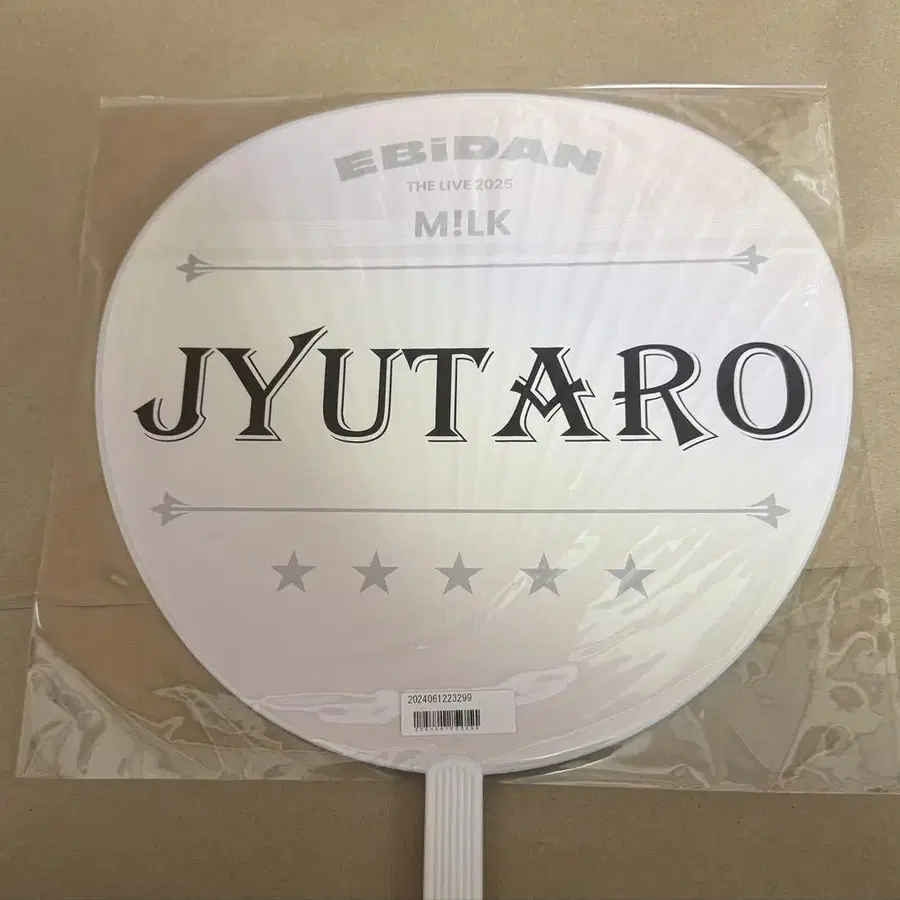 EBiDAN
THE LIVE 2025
M!LK
JYUTARO
2024061223299